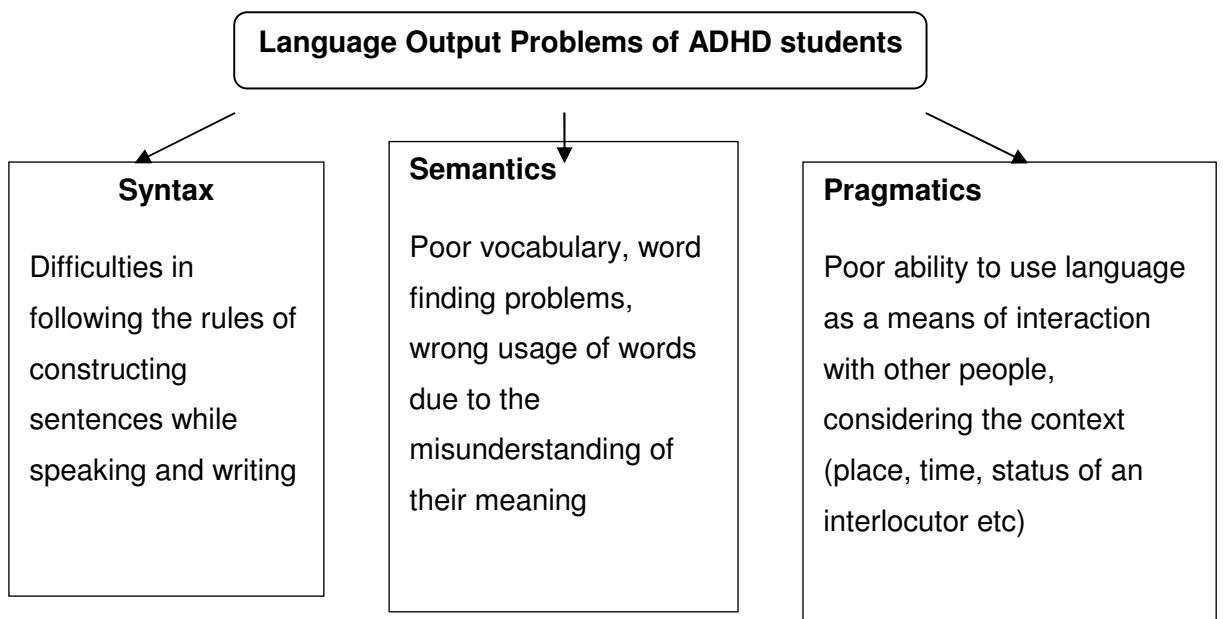 Language Output Problems of ADHD students
Syntax
Difficulties in
following the rules of
constructing
sentences while
speaking and writing
Semantics
Poor vocabulary, word
finding problems,
wrong usage of words
due to the
misunderstanding of
their meaning
Pragmatics
Poor ability to use language
as a means of interaction
with other people,
considering the context
(place, time, status of an
interlocutor etc)